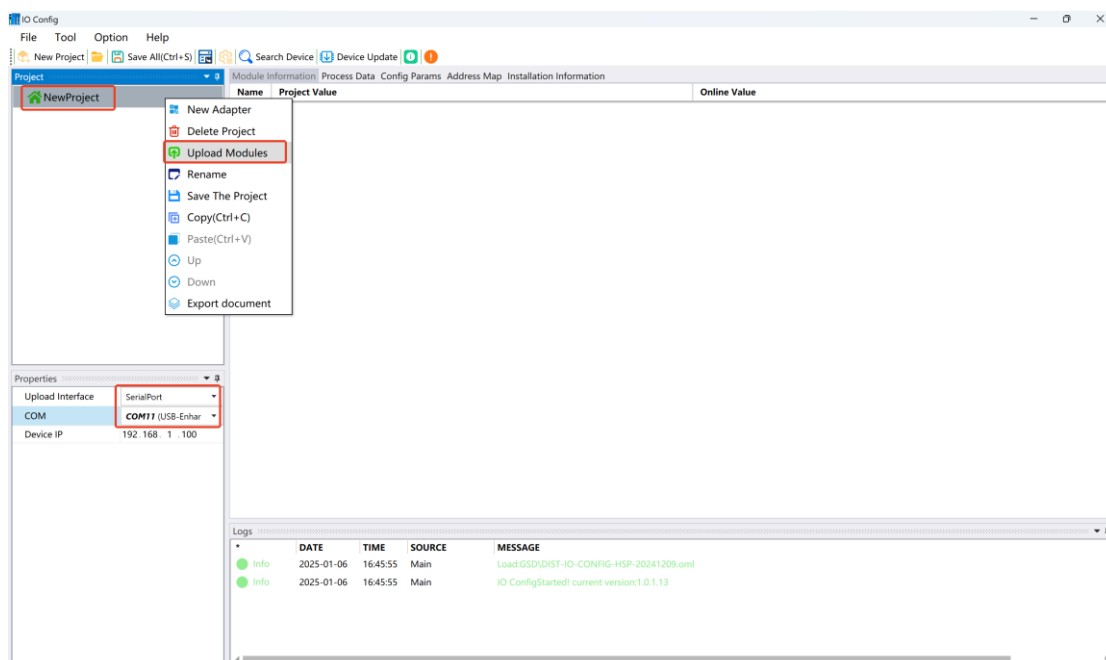 IO Config
File Tool Option Help
New Project Save All(Ctrl+S) Search Device Device Update
Project
NewProject
New Adapter
Delete Project
Upload Modules
Rename
Save The Project
Copy(Ctrl+C)
Paste(Ctrl+V)
Up
Down
Export document
Module Information Process Data Config Params Address Map Installation Information
Name Project Value Online Value
Properties
Upload Interface SerialPort
COM COM11 (USB-Enhar
Device IP 192.168. 1 .100
Logs
* DATE TIME SOURCE MESSAGE
Info 2025-01-06 16:45:55 Main Load:GSD\DIST-IO-CONFIG-HSP-20241209.oml
Info 2025-01-06 16:45:55 Main IO ConfigStarted! current version:1.0.1.13